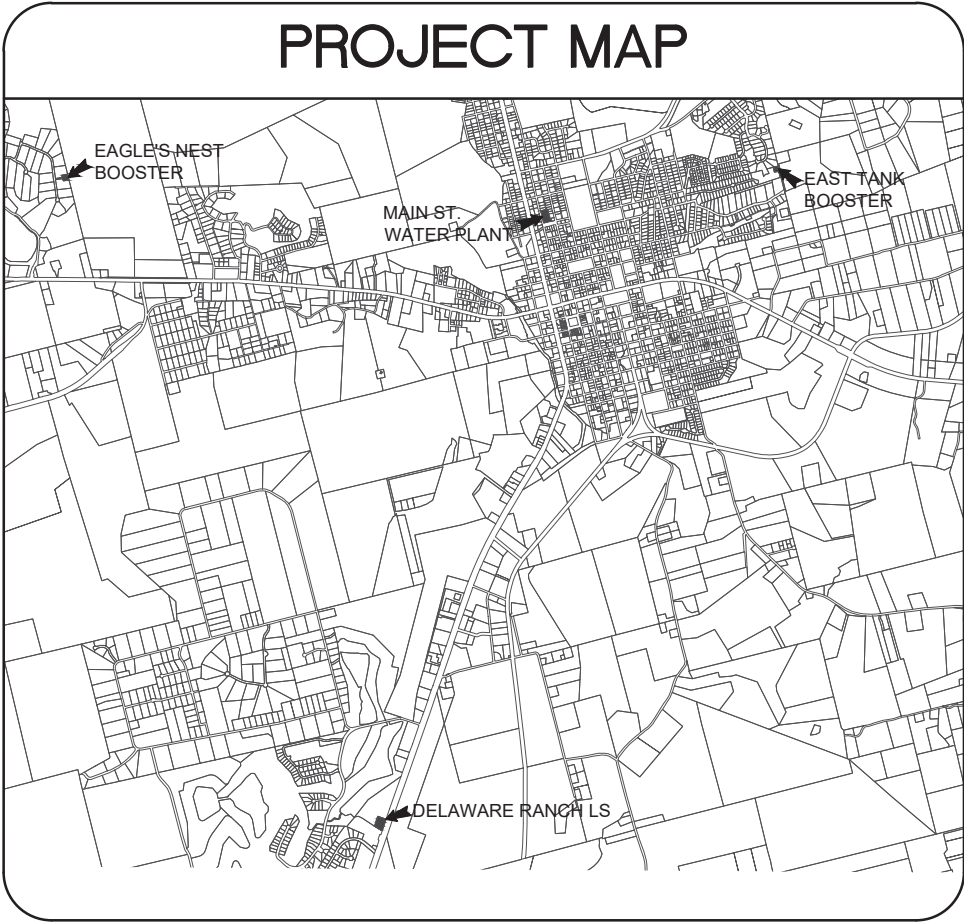 PROJECT MAP
EAGLE'S NEST
BOOSTER
EAST TANK
BOOSTER
MAIN ST.
WATER PLANT
DELAWARE RANCH LS